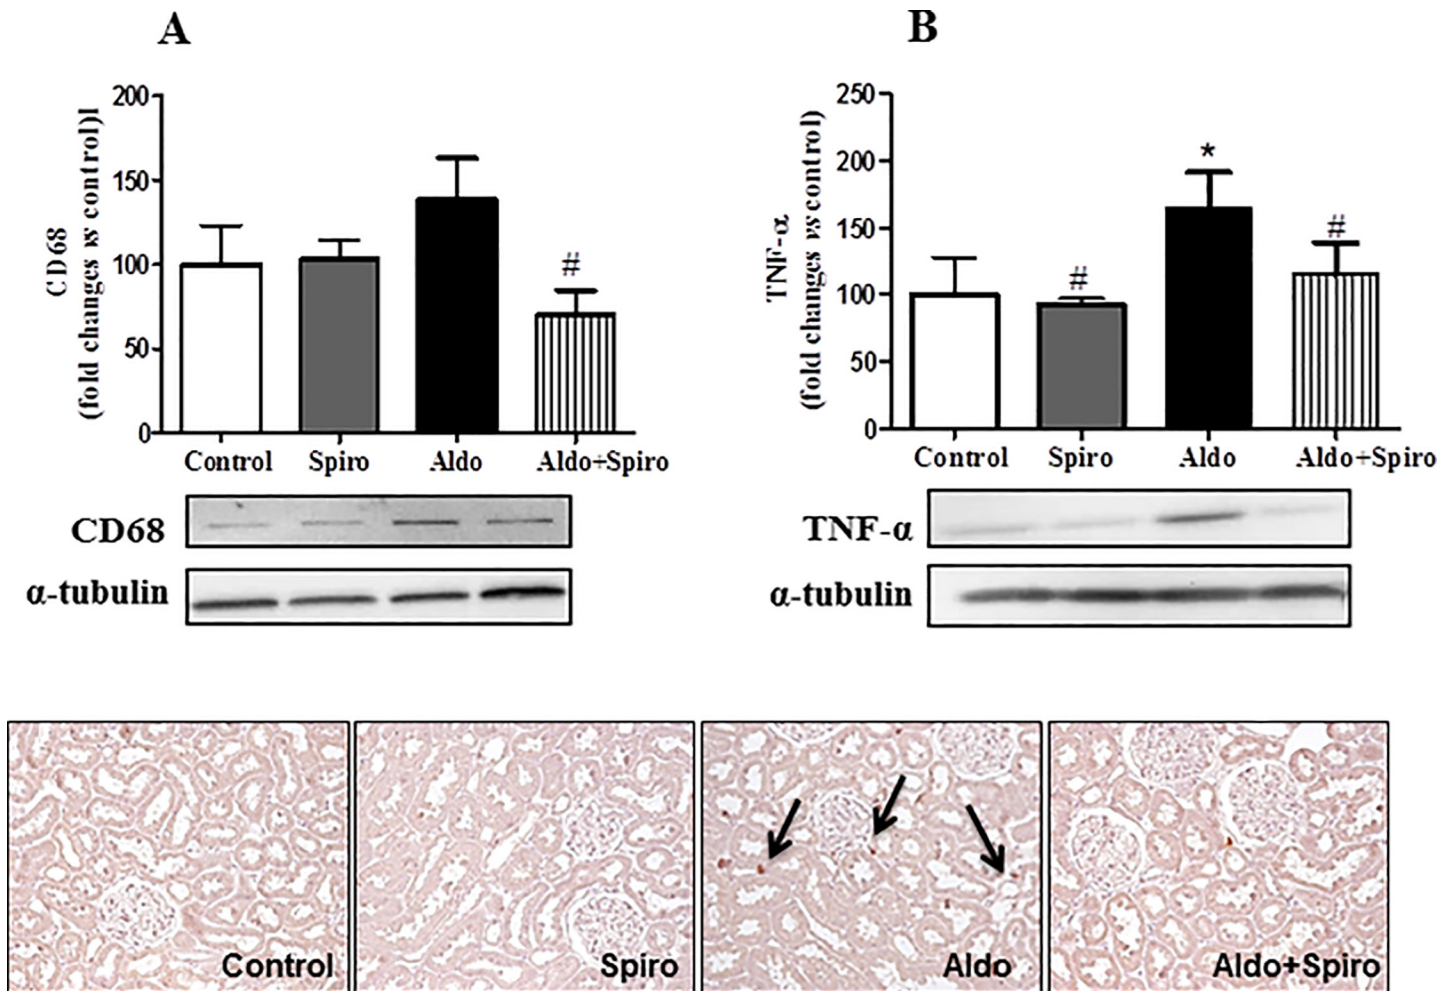 A
CD68
(fold changes vs control)l
200
150
100
50
0
#
Control Spiro Aldo Aldo+Spiro
CD68
α-tubulin
B
TNF-α
(fold changes vs control)
250
200
150
100
50
0
#
*
#
Control Spiro Aldo Aldo+Spiro
TNF-α
α-tubulin
Control
Spiro
Aldo
Aldo+Spiro